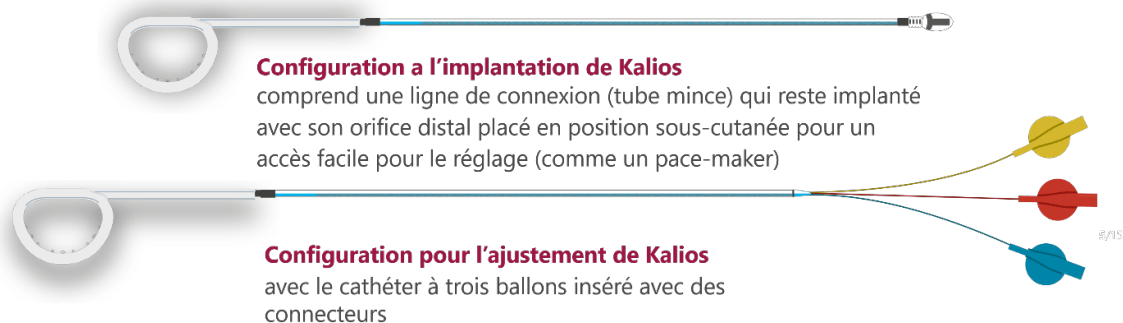 Configuration a l'implantation de Kalios
comprend une ligne de connexion (tube mince) qui reste implanté
avec son orifice distal placé en position sous-cutanée pour un
accès facile pour le réglage (comme un pace-maker)
5/15
Configuration pour l'ajustement de Kalios
avec le cathéter à trois ballons inséré avec des
connecteurs